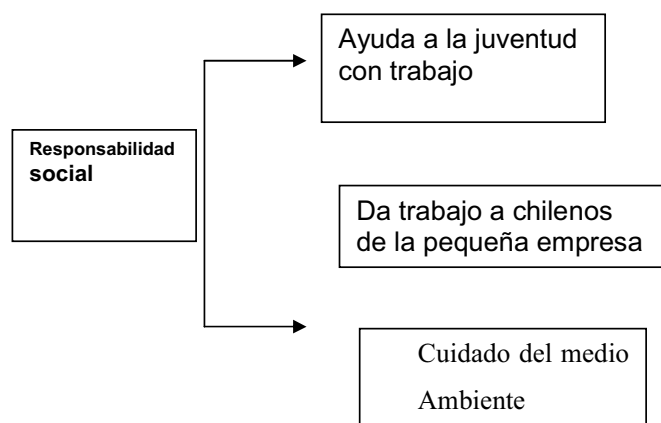 Ayuda a la juventud
con trabajo
Responsabilidad
social
Da trabajo a chilenos
de la pequeña empresa
Cuidado del medio
Ambiente